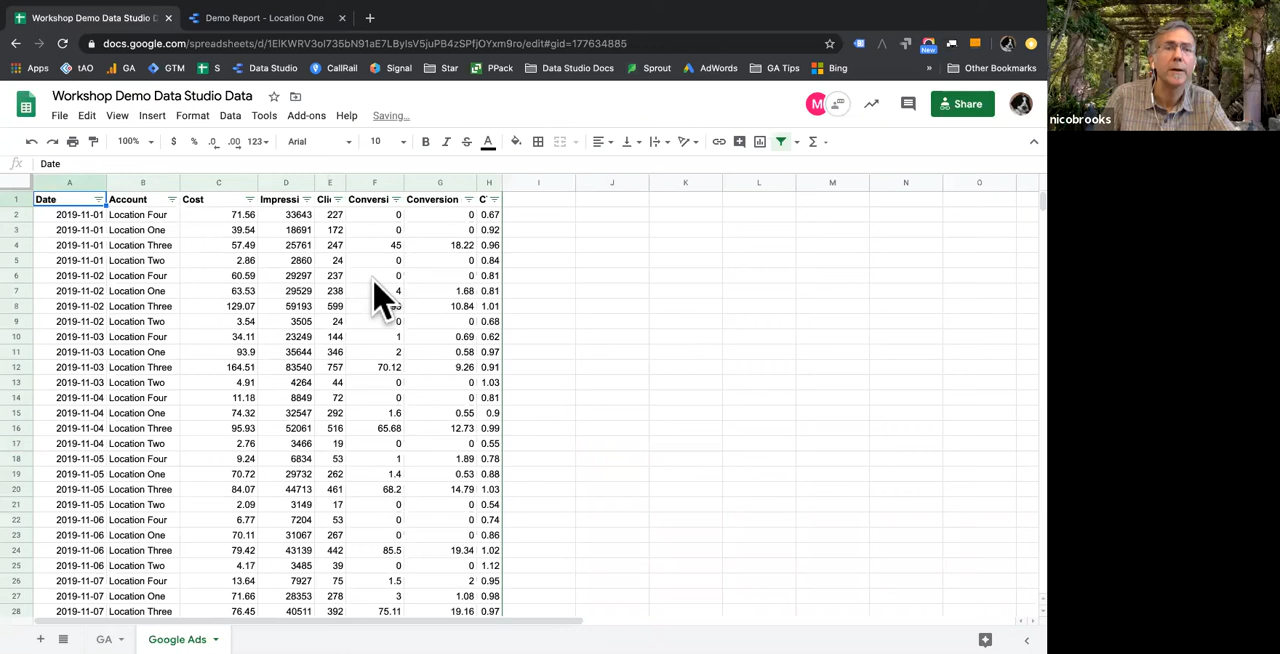 Workshop Demo Data Studio D
Demo Report - Location One
docs.google.com/spreadsheets/d/1ElKWRV3ol735bN91aE7LBylsV5juPB4zSPfjOYxm9ro/edit#gid=177634885
New
Apps tAO GA GTM S Data Studio CallRail Signal Star PPack Data Studio Docs Sprout AdWords GA Tips Bing » Other Bookmarks
nicobrooks
Workshop Demo Data Studio Data
M
Share
File Edit View Insert Format Data Tools Add-ons Help Saving...
100% $ % .0 .00 123 Arial 10 B I S A
fx Date
A B C D E F G H I J K L M N O
1 Date Account Cost Impressi Cli Conversi Conversion C
2 2019-11-01 Location Four 71.56 33643 227 0 0 0.67
3 2019-11-01 Location One 39.54 18691 172 0 0 0.92
4 2019-11-01 Location Three 57.49 25761 247 45 18.22 0.96
5 2019-11-01 Location Two 2.86 2860 24 0 0 0.84
6 2019-11-02 Location Four 60.59 29297 237 0 0 0.81
7 2019-11-02 Location One 63.53 29529 238 4 1.68 0.81
8 2019-11-02 Location Three 129.07 59193 599 10.84 1.01
9 2019-11-02 Location Two 3.54 3505 24 0 0 0.68
10 2019-11-03 Location Four 34.11 23249 144 1 0.69 0.62
11 2019-11-03 Location One 93.9 35644 346 2 0.58 0.97
12 2019-11-03 Location Three 164.51 83540 757 70.12 9.26 0.91
13 2019-11-03 Location Two 4.91 4264 44 0 0 1.03
14 2019-11-04 Location Four 11.18 8849 72 0 0 0.81
15 2019-11-04 Location One 74.32 32547 292 1.6 0.55 0.9
16 2019-11-04 Location Three 95.93 52061 516 65.68 12.73 0.99
17 2019-11-04 Location Two 2.76 3466 19 0 0 0.55
18 2019-11-05 Location Four 9.24 6834 53 1 1.89 0.78
19 2019-11-05 Location One 70.72 29732 262 1.4 0.53 0.88
20 2019-11-05 Location Three 84.07 44713 461 68.2 14.79 1.03
21 2019-11-05 Location Two 2.09 3149 17 0 0 0.54
22 2019-11-06 Location Four 6.77 7204 53 0 0 0.74
23 2019-11-06 Location One 70.11 31067 267 0 0 0.86
24 2019-11-06 Location Three 79.42 43139 442 85.5 19.34 1.02
25 2019-11-06 Location Two 4.17 3485 39 0 0 1.12
26 2019-11-07 Location Four 13.64 7927 75 1.5 2 0.95
27 2019-11-07 Location One 71.66 28353 278 3 1.08 0.98
28 2019-11-07 Location Three 76.45 40511 392 75.11 19.16 0.97
GA Google Ads